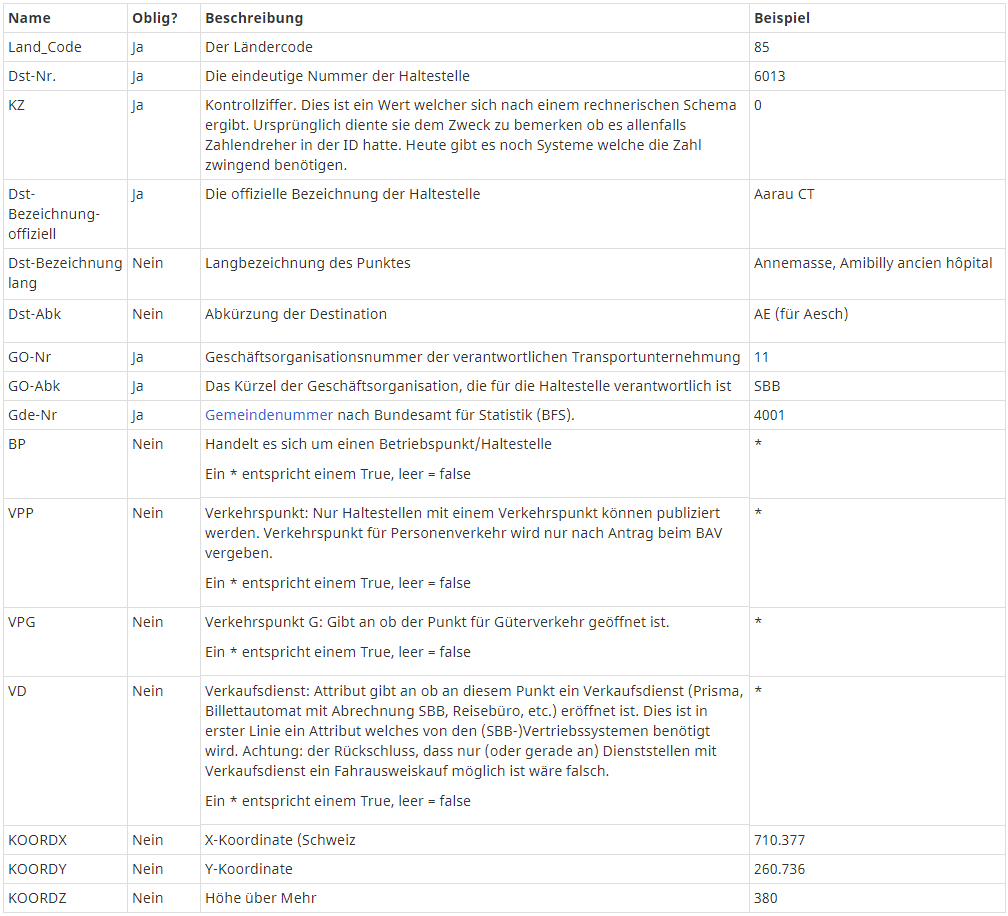 Name Oblig? Beschreibung Beispiel
Land_Code Ja Der Ländercode 85
Dst-Nr. Ja Die eindeutige Nummer der Haltestelle 6013
KZ Ja Kontrollziffer. Dies ist ein Wert welcher sich nach einem rechnerischen Schema 0
ergibt. Ursprünglich diente sie dem Zweck zu bemerken ob es allenfalls
Zahlendreher in der ID hatte. Heute gibt es noch Systeme welche die Zahl
zwingend benötigen.
Dst- Ja Die offizielle Bezeichnung der Haltestelle Aarau CT
Bezeichnung-
offiziell
Dst-Bezeichnung Nein Langbezeichnung des Punktes Annemasse, Amibilly ancien hôpital
lang
Dst-Abk Nein Abkürzung der Destination AE (für Aesch)
GO-Nr Ja Geschäftsorganisationsnummer der verantwortlichen Transportunternehmung 11
GO-Abk Ja Das Kürzel der Geschäftsorganisation, die für die Haltestelle verantwortlich ist SBB
Gde-Nr Ja Gemeindenummer nach Bundesamt für Statistik (BFS). 4001
BP Nein Handelt es sich um einen Betriebspunkt/Haltestelle *
Ein * entspricht einem True, leer = false
VPP Nein Verkehrspunkt: Nur Haltestellen mit einem Verkehrspunkt können publiziert *
werden. Verkehrspunkt für Personenverkehr wird nur nach Antrag beim BAV
vergeben.
Ein * entspricht einem True, leer = false
VPG Nein Verkehrspunkt G: Gibt an ob der Punkt für Güterverkehr geöffnet ist. *
Ein * entspricht einem True, leer = false
VD Nein Verkaufsdienst: Attribut gibt an ob an diesem Punkt ein Verkaufsdienst (Prisma, *
Billettautomat mit Abrechnung SBB, Reisebüro, etc.) eröffnet ist. Dies ist in
erster Linie ein Attribut welches von den (SBB-)Vertriebssystemen benötigt
wird. Achtung: der Rückschluss, dass nur (oder gerade an) Dienststellen mit
Verkaufsdienst ein Fahrausweiskauf möglich ist wäre falsch.
Ein * entspricht einem True, leer = false
KOORDX Nein X-Koordinate (Schweiz 710.377
KOORDY Nein Y-Koordinate 260.736
KOORDZ Nein Höhe über Mehr 380